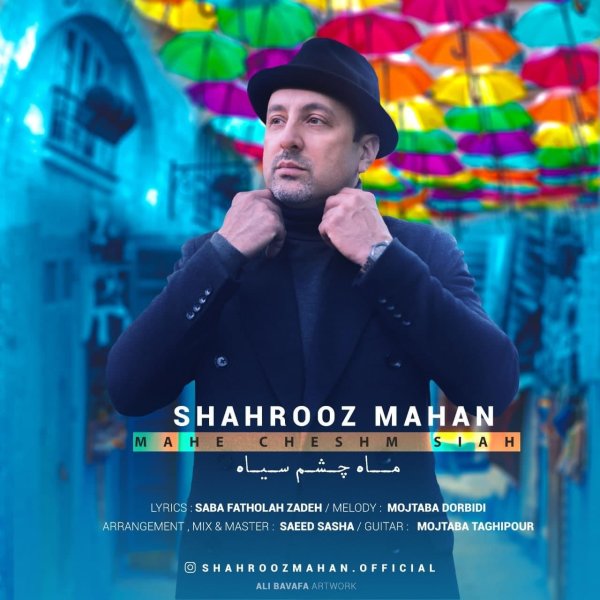 SHAHROOZ MAHAN
MAHE CHESHM SIAH
ماه چشم سیاه
LYRICS : SABA FATHOLAH ZADEH / MELODY : MOJTABA DORBIDI
ARRANGEMENT , MIX & MASTER : SAEED SASHA / GUITAR : MOJTABA TAGHIPOUR
SHAHROOZMAHAN.OFFICIAL
ALI BAVAFA ARTWORK